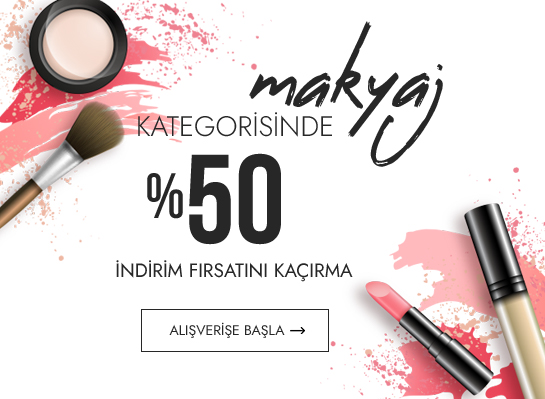 makyaj
KATEGORİSİNDE
%50
İNDİRİM FIRSATINI KAÇIRMA
ALIŞVERİŞE BAŞLA →